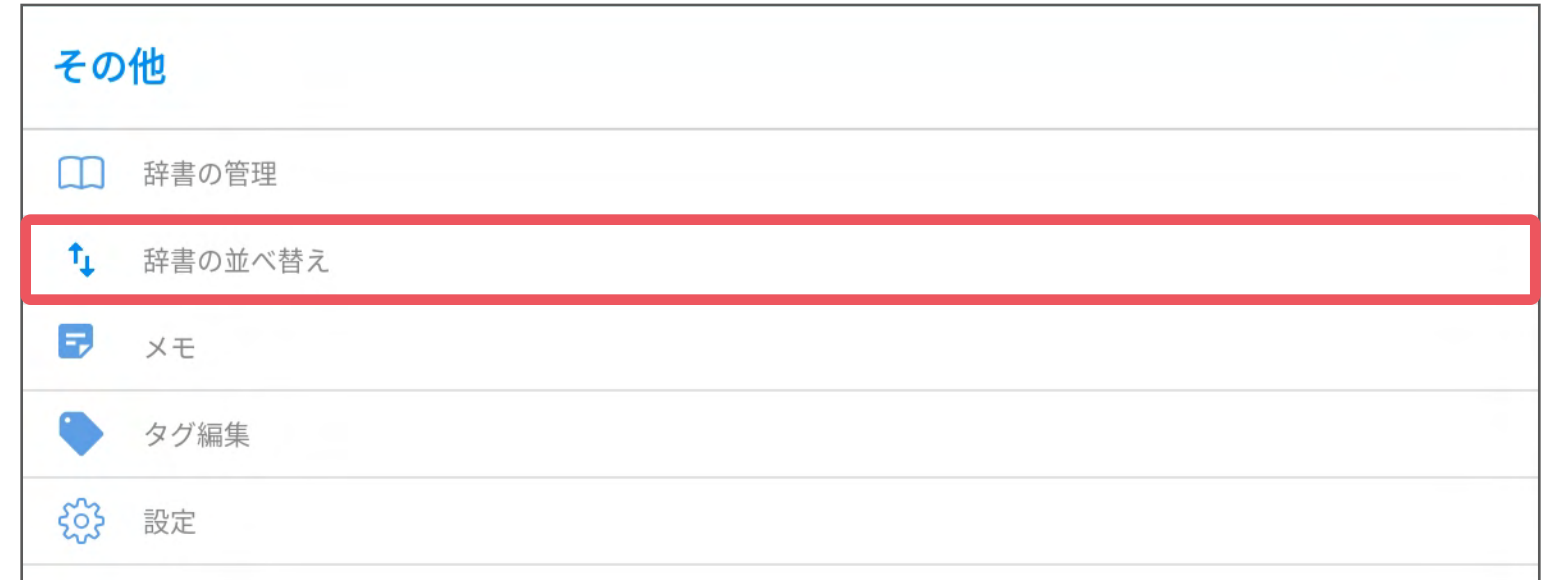 その他
辞書の管理
辞書の並べ替え
メモ
タグ編集
設定